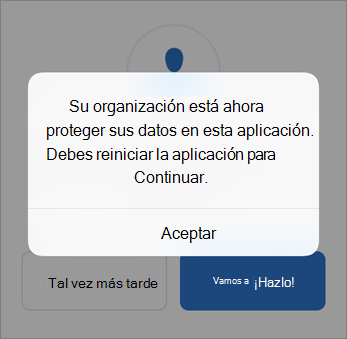 Su organización está ahora
proteger sus datos en esta aplicación.
Debes reiniciar la aplicación para
Continuar.
Aceptar
Tal vez más tarde
Vamos a ¡Hazlo!